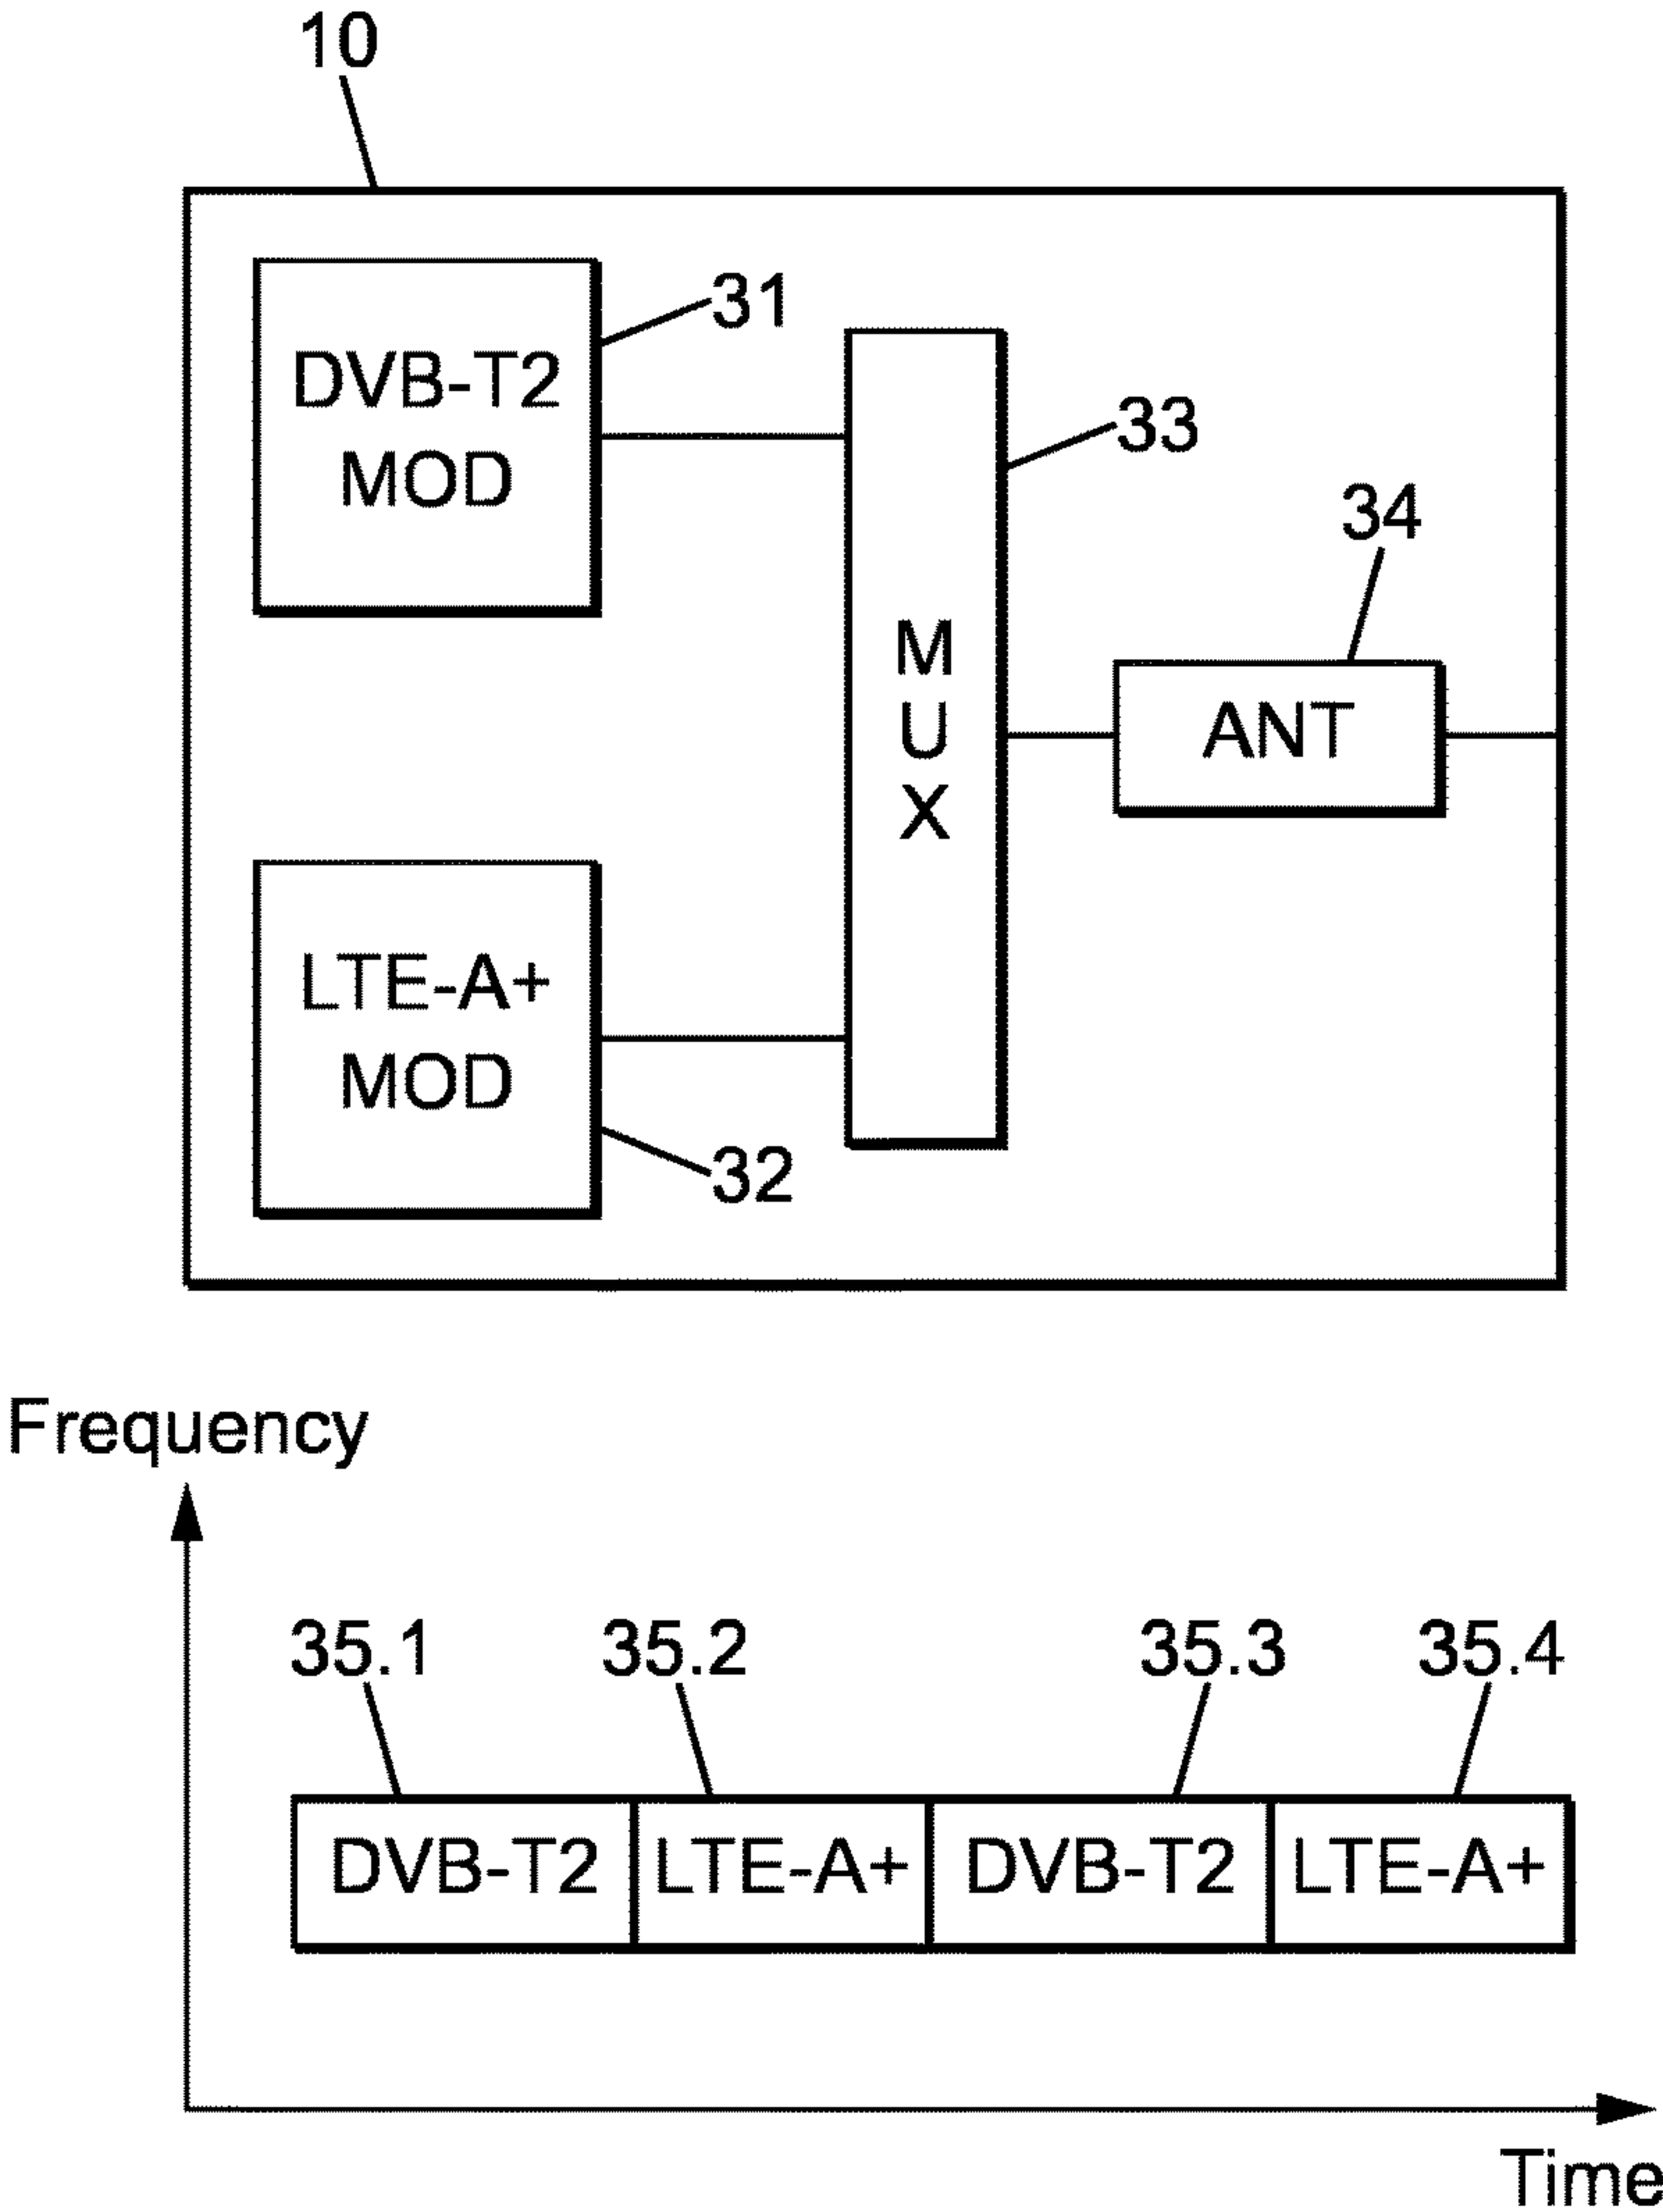 10
31
DVB-T2
MOD
33
34
M
U
X
ANT
LTE-A+
MOD
32
Frequency
35.1 35.2 35.3 35.4
DVB-T2 LTE-A+ DVB-T2 LTE-A+
Time